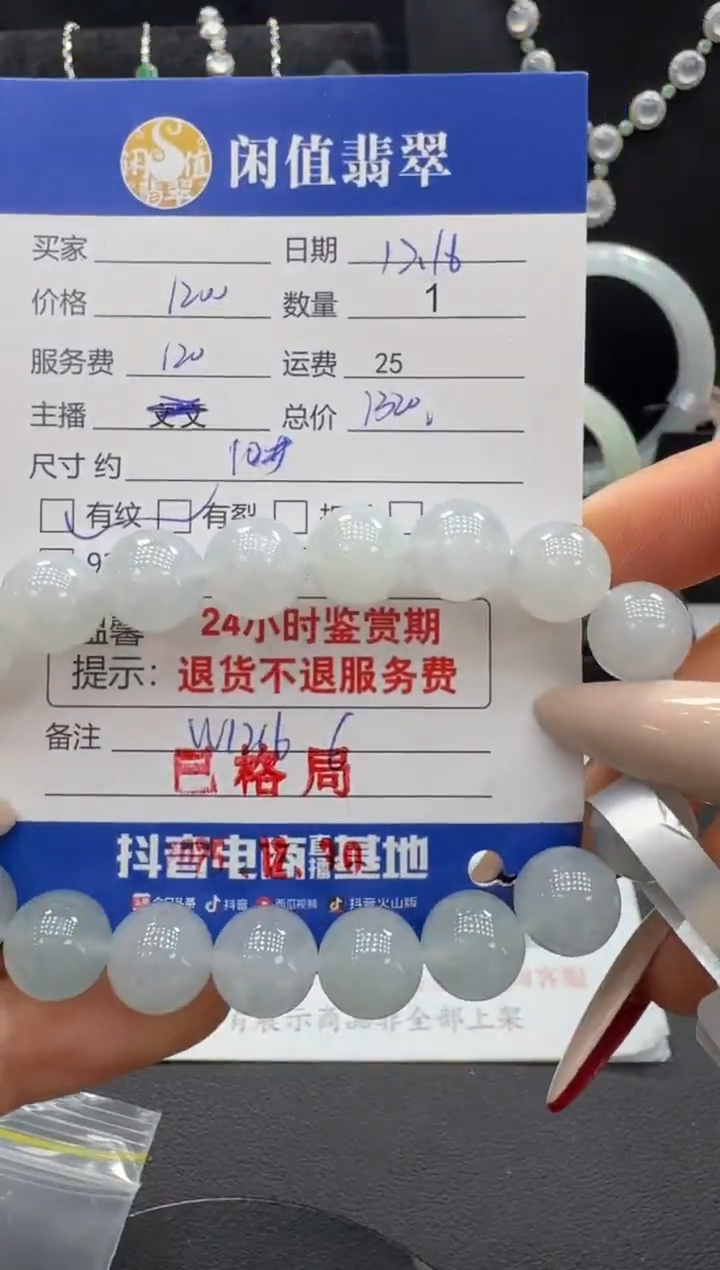 闲值翡翠
买家 日期 12.16
价格 1200 数量 1
服务费 120 运费 25
主播 文文 总价 1320
尺寸 约 10#
有纹 有裂
温馨 24小时鉴赏期
提示: 退货不退服务费
备注 W1216
已 格 局
抖音电商直播基地
抖音 西瓜视频 抖音火山版